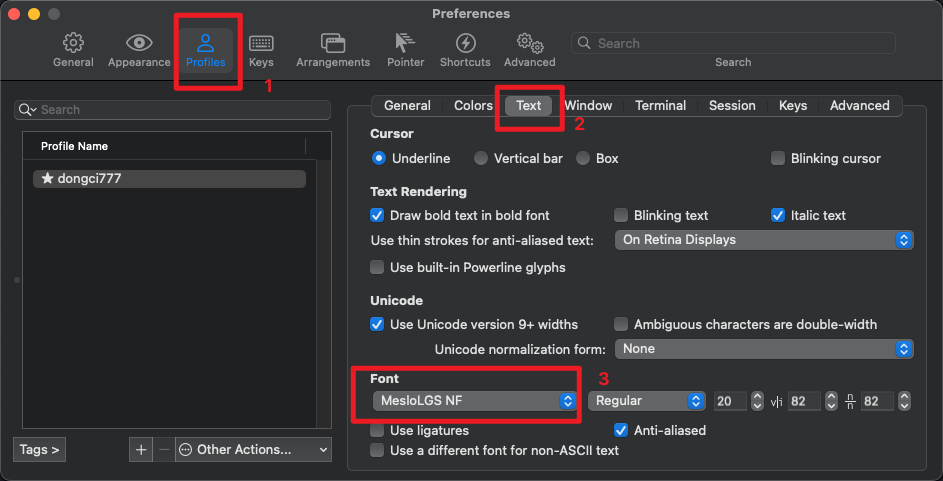 Preferences
General Appearance Profiles Keys Arrangements Pointer Shortcuts Advanced Search
Search
1
Search
General Colors Text Window Terminal Session Keys Advanced
2
Profile Name
★ dongci777
Cursor
Underline Vertical bar Box Blinking cursor
Text Rendering
Draw bold text in bold font Blinking text Italic text
Use thin strokes for anti-aliased text: On Retina Displays
Use built-in Powerline glyphs
Unicode
Use Unicode version 9+ widths Ambiguous characters are double-width
Unicode normalization form: None
Font
3
MesloLGS NF Regular 20 v|i 82 n/n 82
Use ligatures Anti-aliased
Use a different font for non-ASCII text
Tags > + − Other Actions...